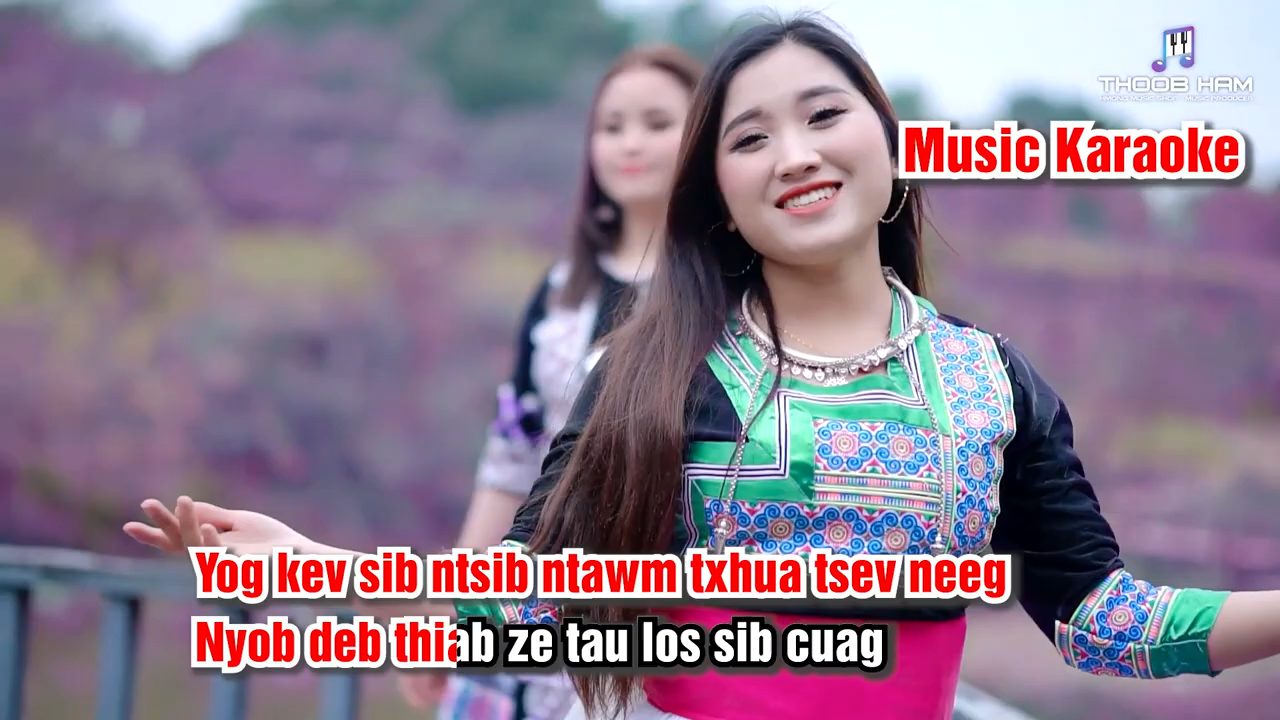 THOOB HAM
Music Karaoke
Yog kev sib ntsib ntawm txhua tsev neeg
Nyob deb thiab ze tau los sib cuag